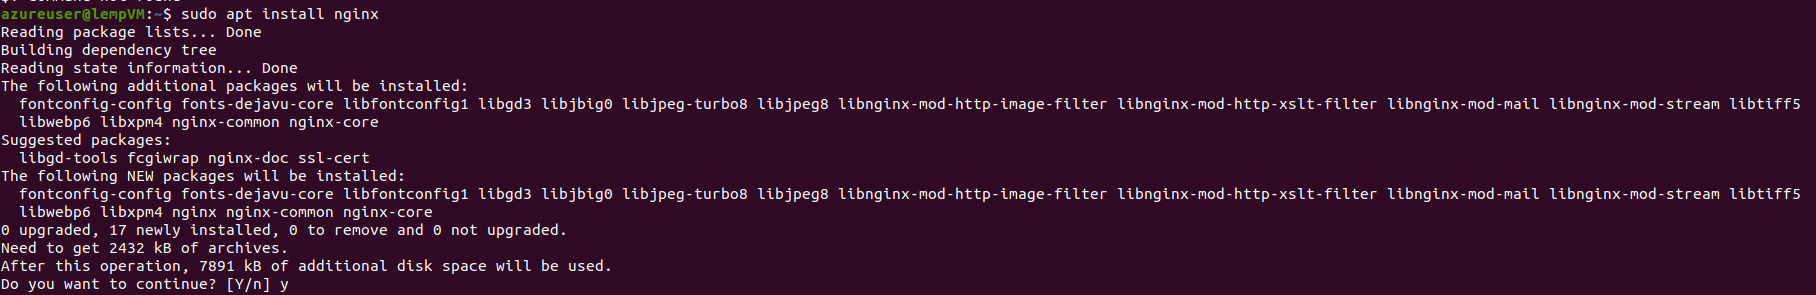 azureuser@lempVM:~$ sudo apt install nginx
Reading package lists... Done
Building dependency tree
Reading state information... Done
The following additional packages will be installed:
  fontconfig-config fonts-dejavu-core libfontconfig1 libgd3 libjbig0 libjpeg-turbo8 libjpeg8 libnginx-mod-http-image-filter libnginx-mod-http-xslt-filter libnginx-mod-mail libnginx-mod-stream libtiff5
  libwebp6 libxpm4 nginx-common nginx-core
Suggested packages:
  libgd-tools fcgiwrap nginx-doc ssl-cert
The following NEW packages will be installed:
  fontconfig-config fonts-dejavu-core libfontconfig1 libgd3 libjbig0 libjpeg-turbo8 libjpeg8 libnginx-mod-http-image-filter libnginx-mod-http-xslt-filter libnginx-mod-mail libnginx-mod-stream libtiff5
  libwebp6 libxpm4 nginx nginx-common nginx-core
0 upgraded, 17 newly installed, 0 to remove and 0 not upgraded.
Need to get 2432 kB of archives.
After this operation, 7891 kB of additional disk space will be used.
Do you want to continue? [Y/n] y